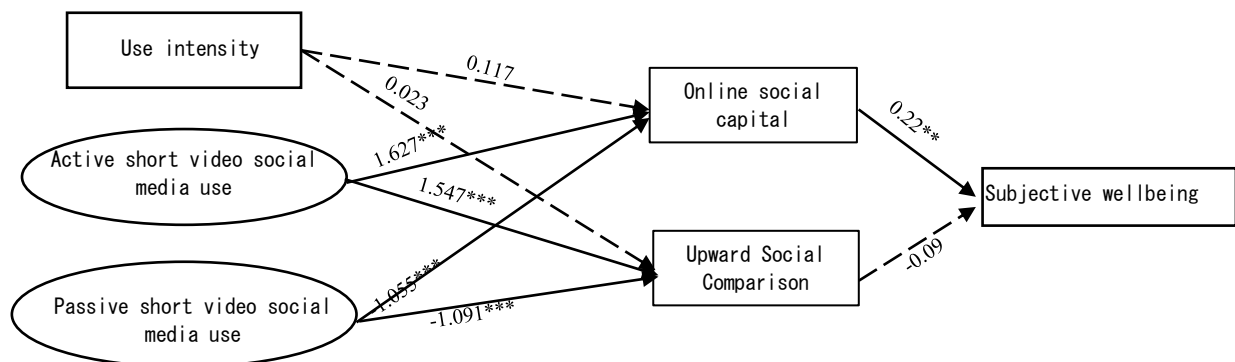 Use intensity
0.117
0.023
Online social
capital
0.22**
Active short video social
media use
1.627***
1.547***
Subjective wellbeing
Upward Social
Comparison
-0.09
Passive short video social
media use
1.055***
-1.091***